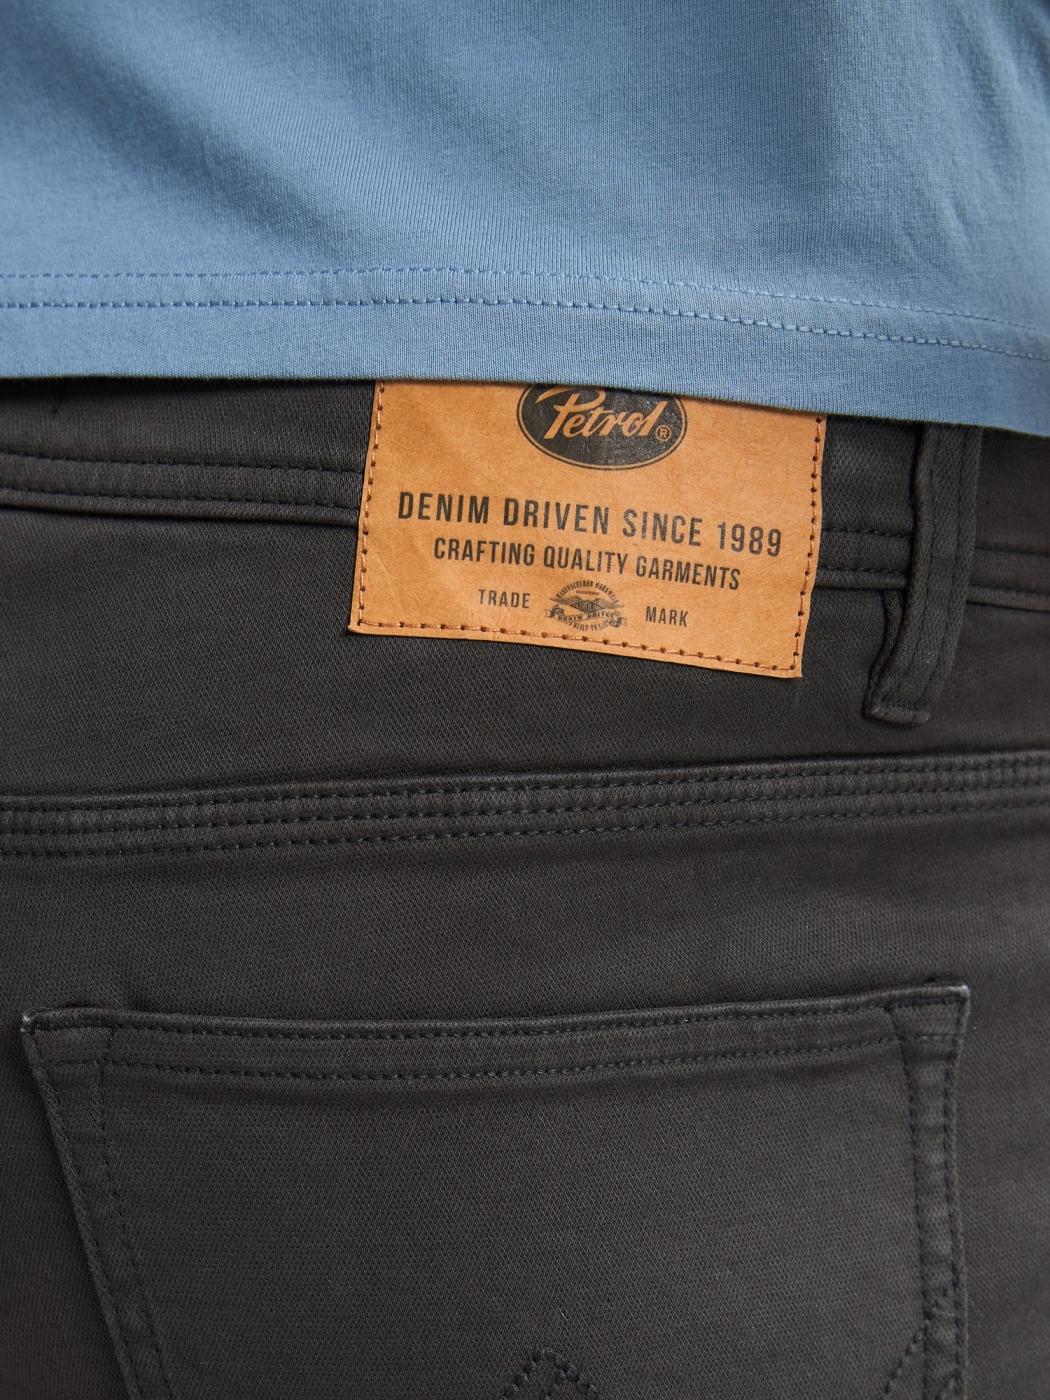 Petrol®
DENIM DRIVEN SINCE 1989
CRAFTING QUALITY GARMENTS
TRADE MARK